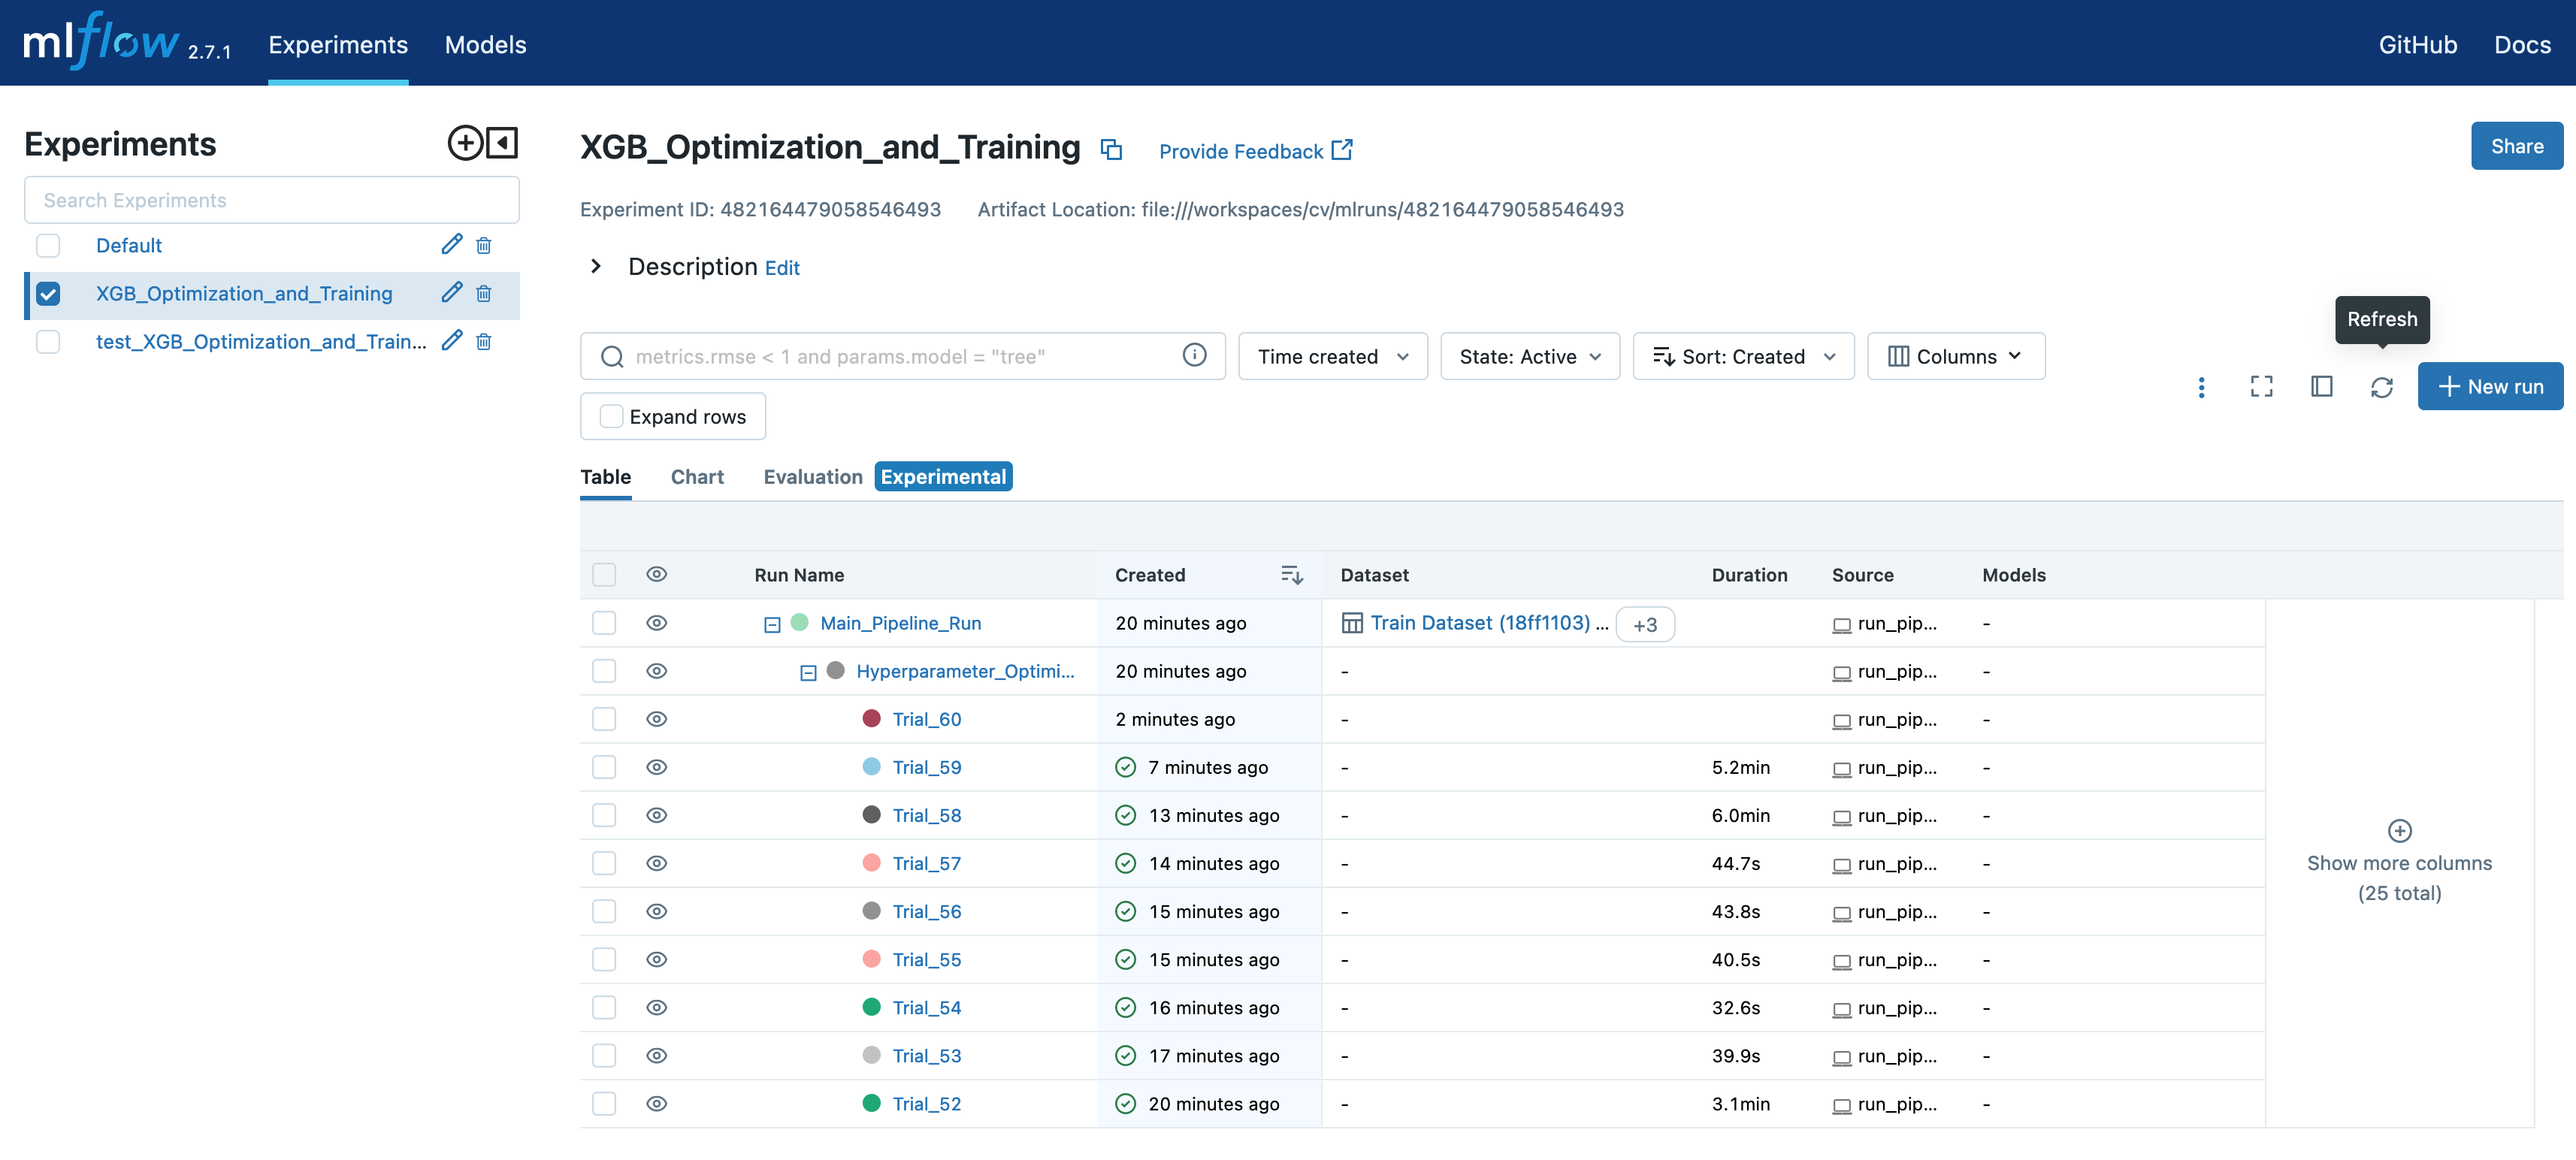 mlflow 2.7.1 Experiments Models GitHub Docs
Experiments
Search Experiments
Default
XGB_Optimization_and_Training
test_XGB_Optimization_and_Train...
XGB_Optimization_and_Training Provide Feedback Share
Experiment ID: 482164479058546493 Artifact Location: file:///workspaces/cv/mlruns/482164479058546493
Description Edit
Refresh
metrics.rmse < 1 and params.model = "tree" Time created State: Active Sort: Created Columns
New run
Expand rows
Table Chart Evaluation Experimental
Run Name Created Dataset Duration Source Models
Main_Pipeline_Run 20 minutes ago Train Dataset (18ff1103) ... +3 run_pip... -
Hyperparameter_Optimi... 20 minutes ago - run_pip... -
Trial_60 2 minutes ago - run_pip... -
Trial_59 7 minutes ago - 5.2min run_pip... -
Trial_58 13 minutes ago - 6.0min run_pip... -
Trial_57 14 minutes ago - 44.7s run_pip... -
Trial_56 15 minutes ago - 43.8s run_pip... -
Trial_55 15 minutes ago - 40.5s run_pip... -
Trial_54 16 minutes ago - 32.6s run_pip... -
Trial_53 17 minutes ago - 39.9s run_pip... -
Trial_52 20 minutes ago - 3.1min run_pip... -
Show more columns
(25 total)